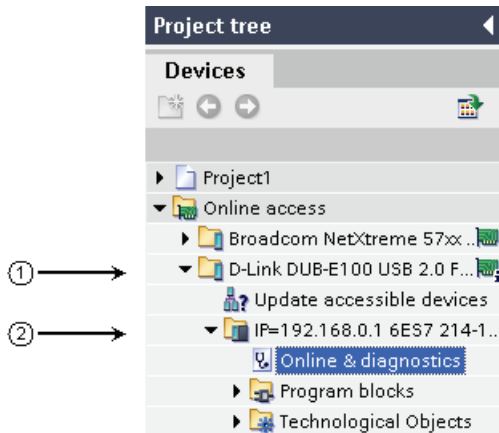 Project tree
Devices
Project1
Online access
Broadcom NetXtreme 57xx ..
① D-Link DUB-E100 USB 2.0 F...
Update accessible devices
② IP=192.168.0.1 6ES7 214-1..
Online & diagnostics
Program blocks
Technological Objects